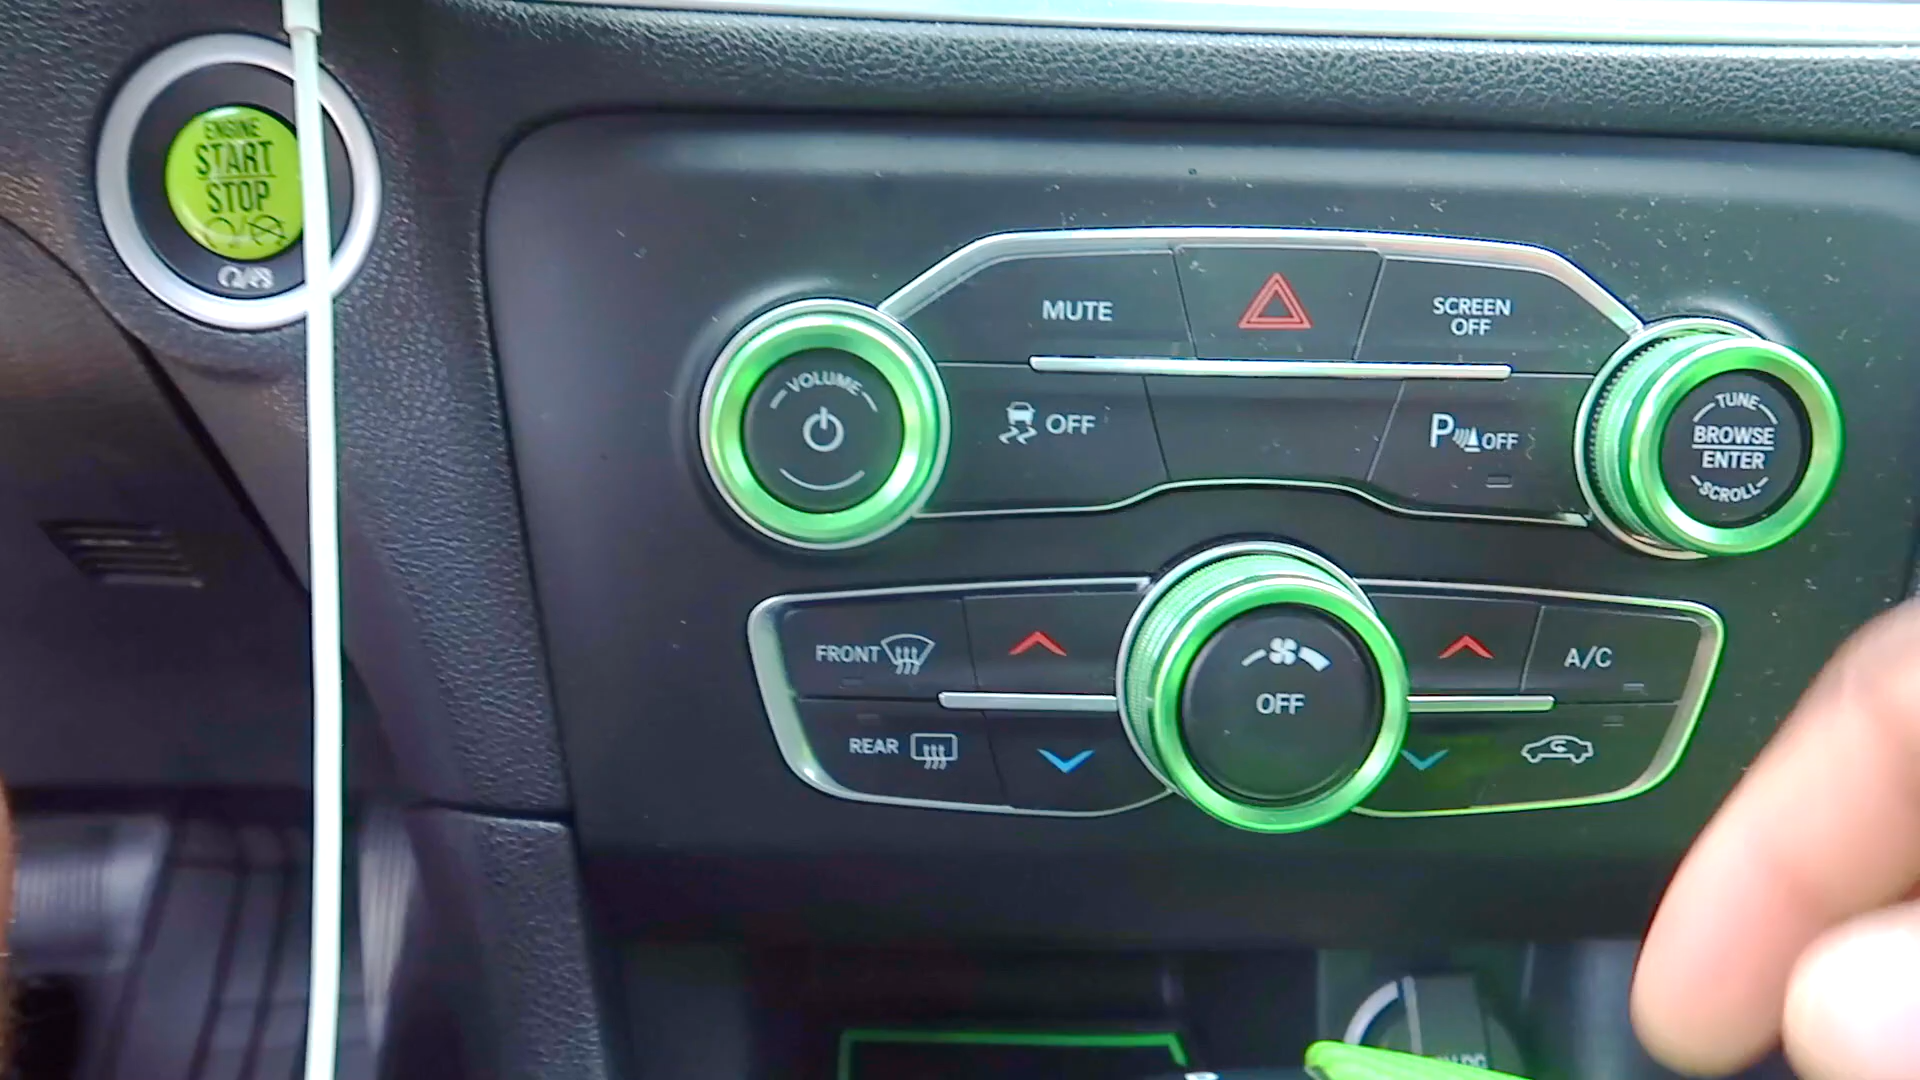 ENGINE
START
STOP
MUTE
SCREEN
OFF
VOLUME
OFF
P OFF
TUNE
BROWSE
ENTER
SCROLL
FRONT
A/C
OFF
REAR